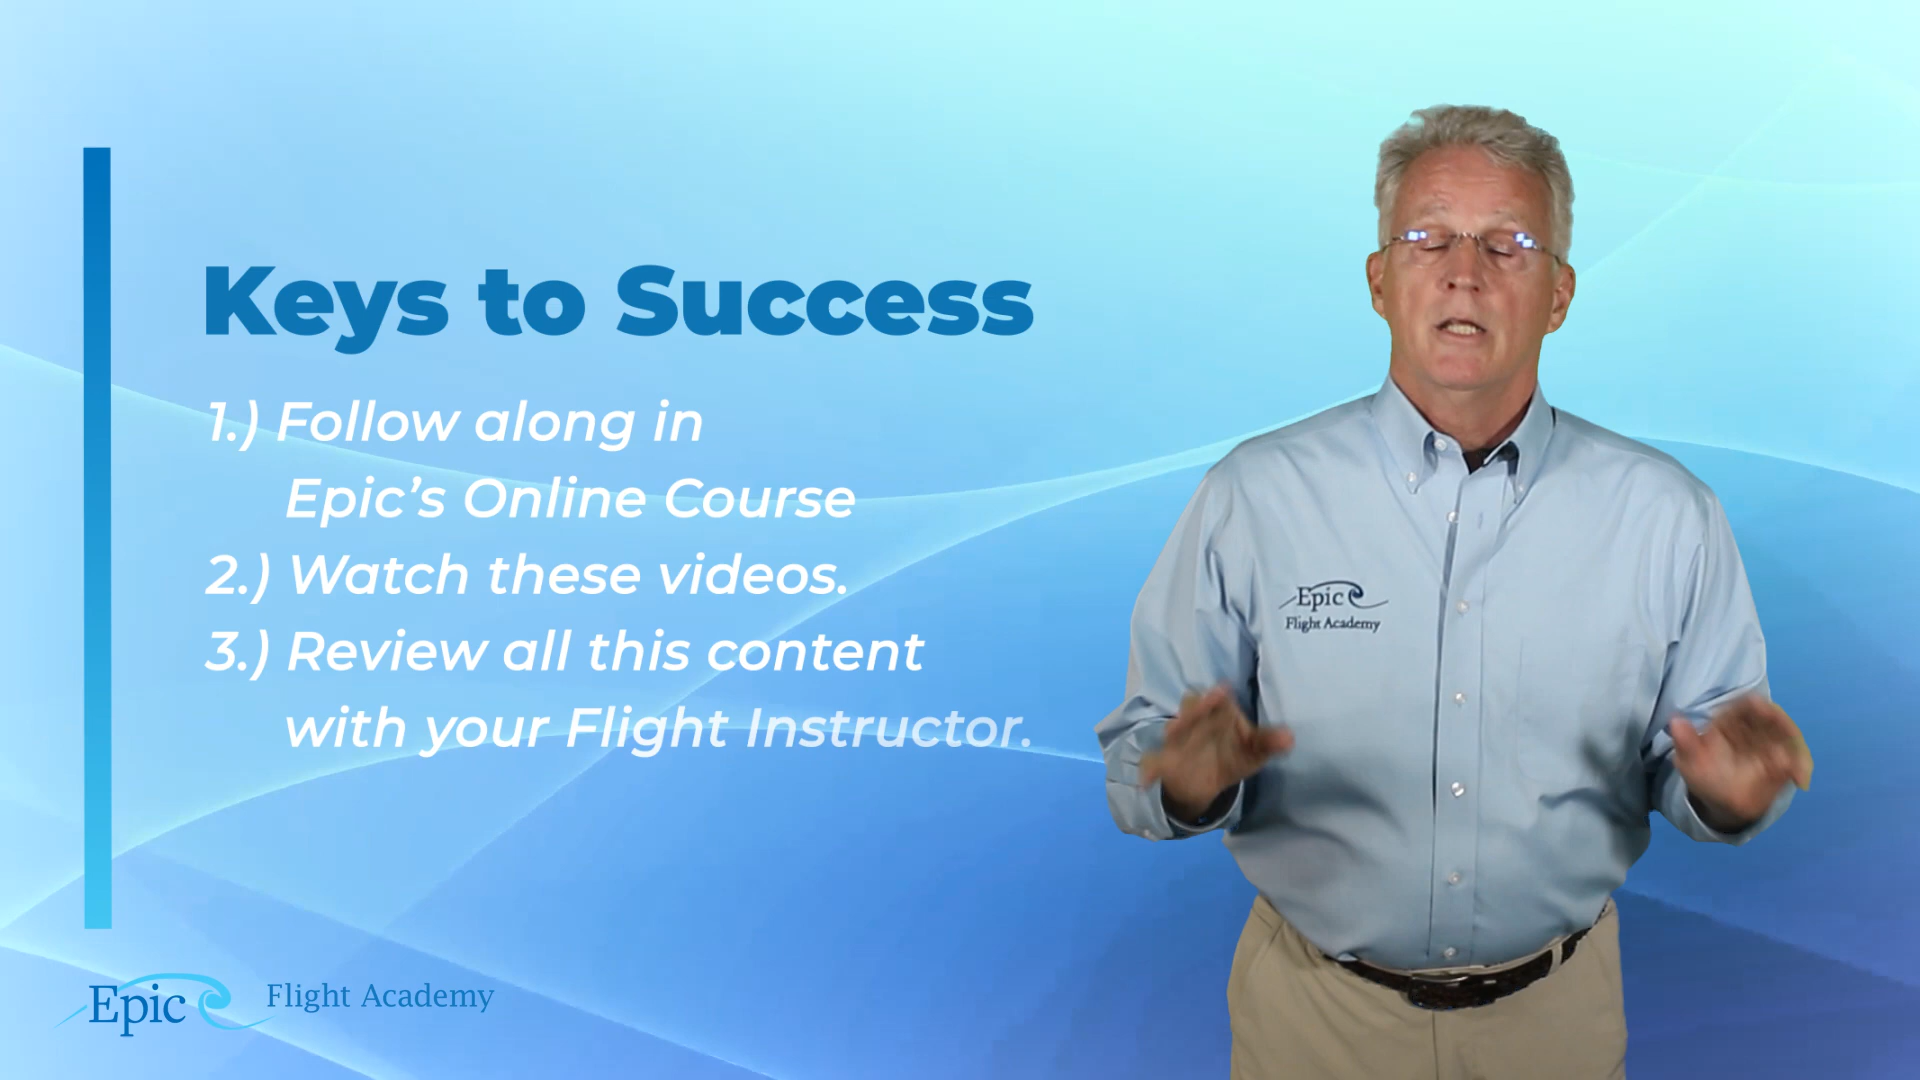 Keys to Success
1.) Follow along in
Epic’s Online Course
2.) Watch these videos.
3.) Review all this content
with your Flight Instructor.
Epic
Flight Academy
Epic Flight Academy